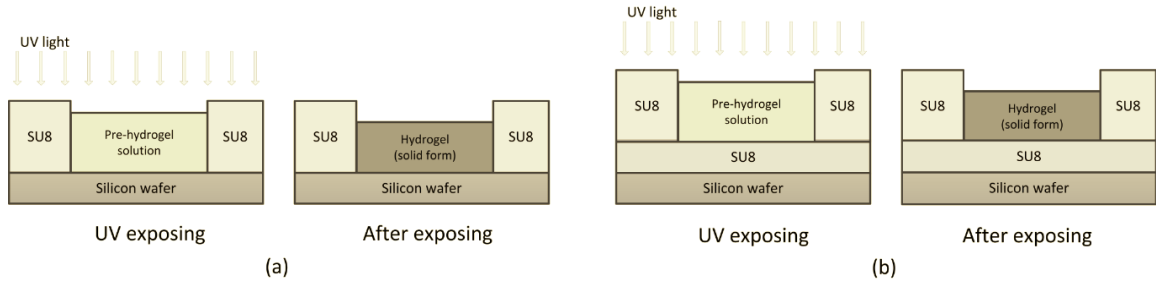 UV light
SU8
Pre-hydrogel
solution
SU8
Silicon wafer
UV exposing
SU8
Hydrogel
(solid form)
SU8
Silicon wafer
After exposing
(a)
UV light
SU8
Pre-hydrogel
solution
SU8
SU8
Silicon wafer
UV exposing
SU8
Hydrogel
(solid form)
SU8
SU8
Silicon wafer
After exposing
(b)